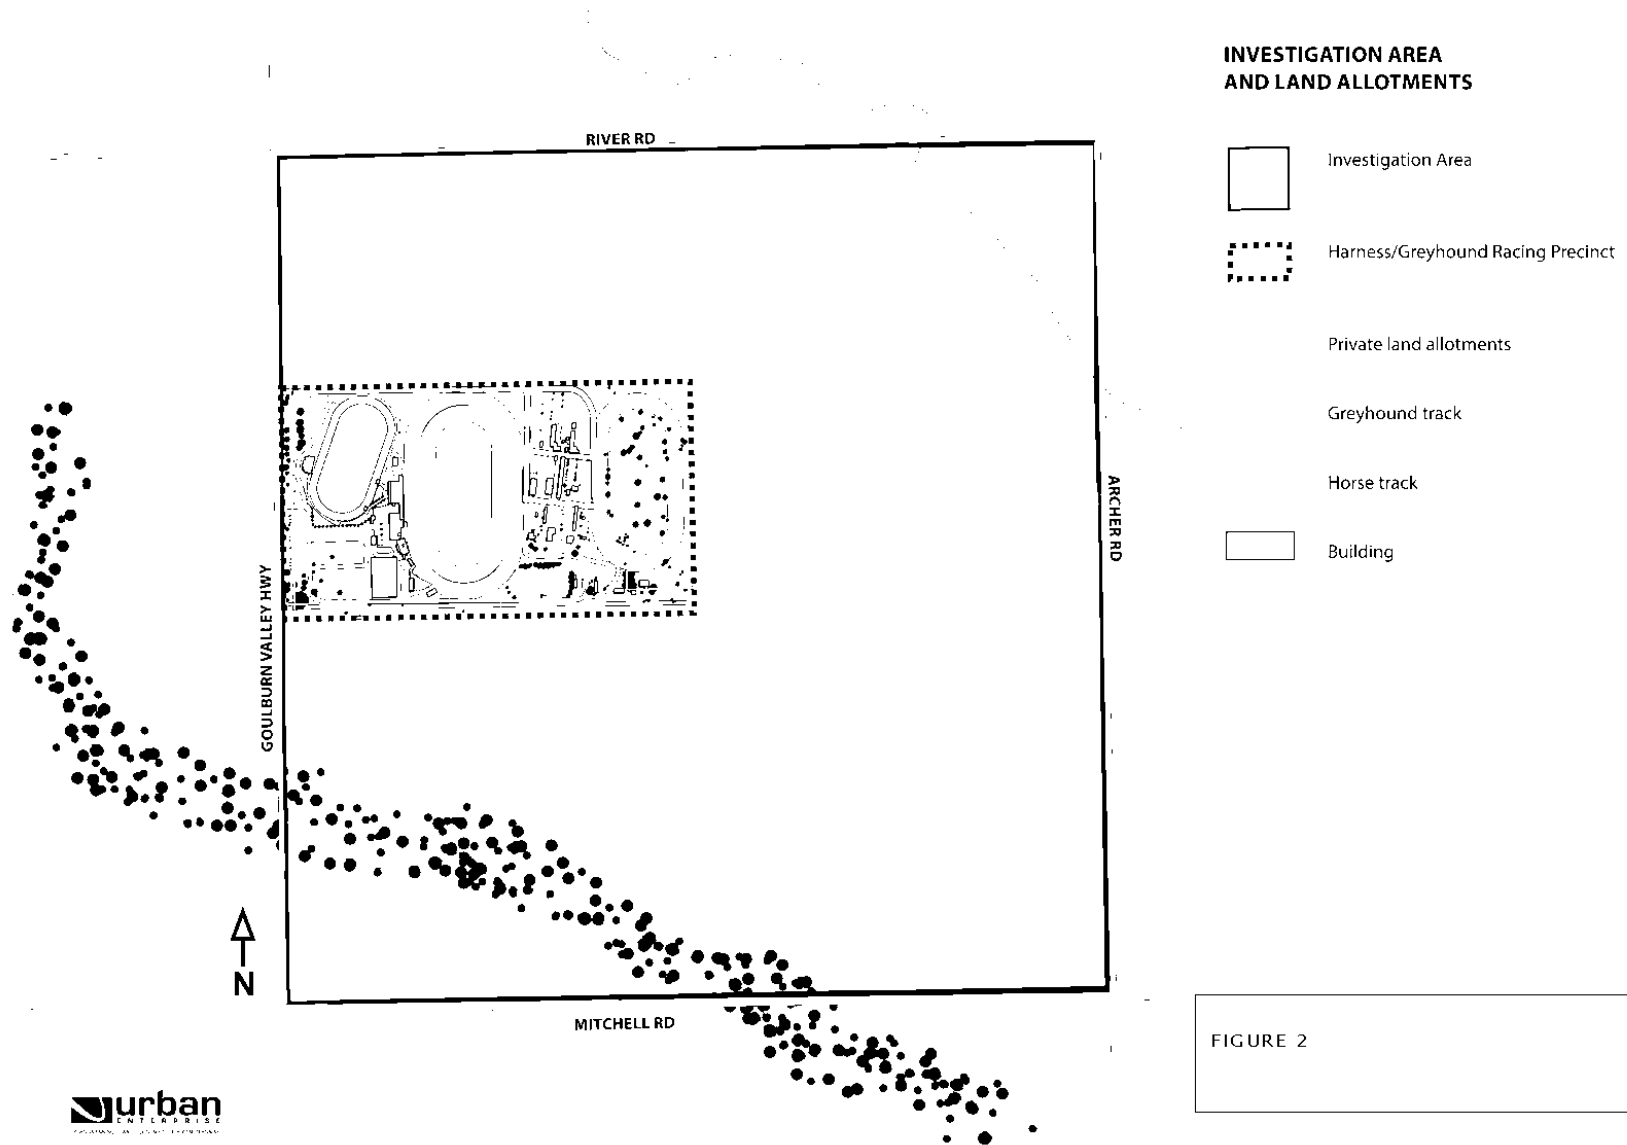 INVESTIGATION AREA
AND LAND ALLOTMENTS
RIVER RD
Investigation Area
Harness/Greyhound Racing Precinct
Private land allotments
Greyhound track
Horse track
Building
ARCHER RD
GOULBURN VALLEY HWY
N
MITCHELL RD
FIGURE 2
urban
ENTERPRISE